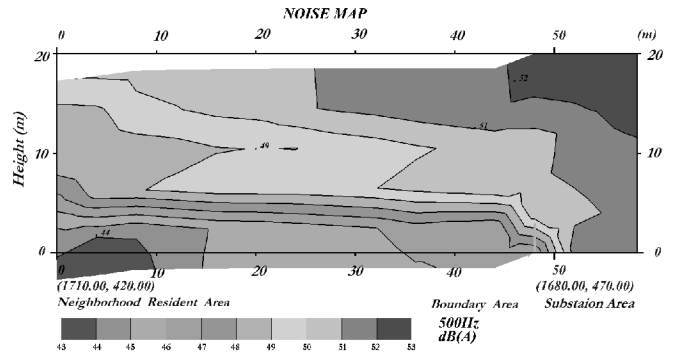 NOISE MAP
0 10 20 30 40 50 (m)
20 20
52
51
.49
10 10
Height (m)
.44
0 0
0 10 20 30 40 50
(1710.00, 420.00) (1680.00, 470.00)
Neighborhood Resident Area Boundary Area Substaion Area
500Hz
dB(A)
43 44 45 46 47 48 49 50 51 52 53